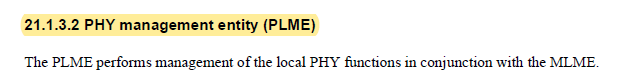 21.1.3.2 PHY management entity (PLME)
The PLME performs management of the local PHY functions in conjunction with the MLME.